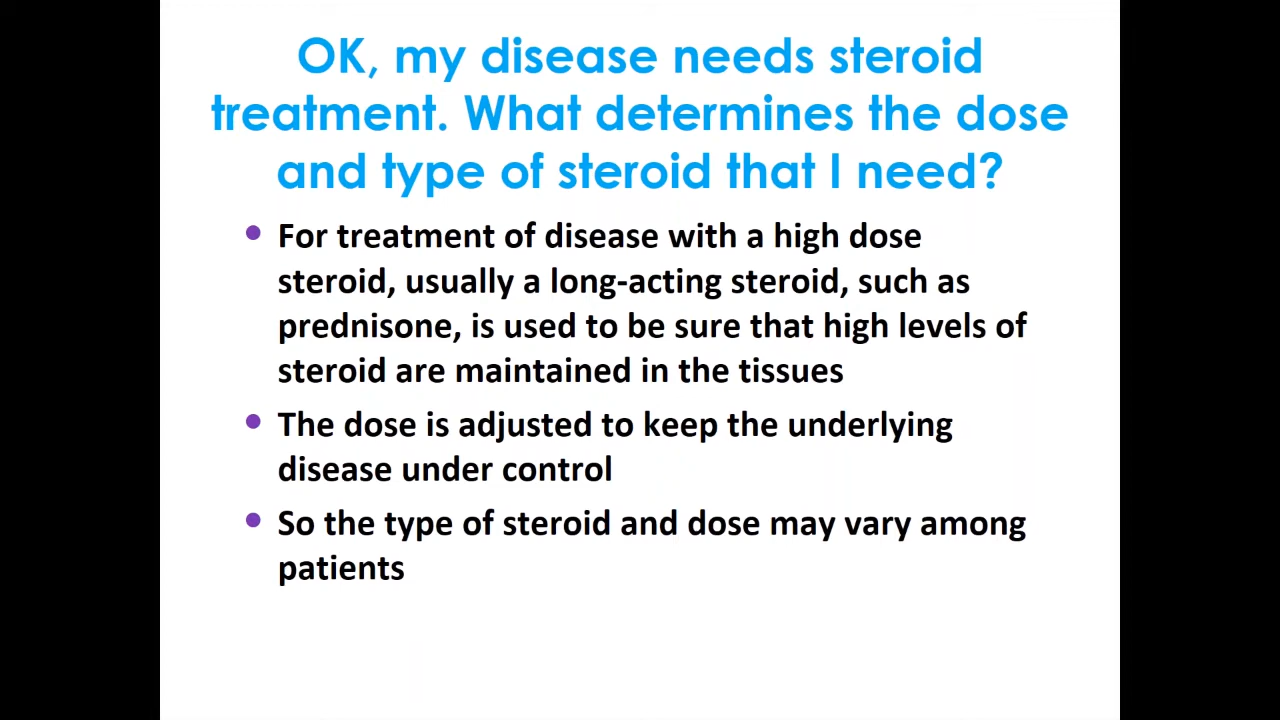 OK, my disease needs steroid
treatment. What determines the dose
and type of steroid that I need?
• For treatment of disease with a high dose
steroid, usually a long-acting steroid, such as
prednisone, is used to be sure that high levels of
steroid are maintained in the tissues
• The dose is adjusted to keep the underlying
disease under control
• So the type of steroid and dose may vary among
patients